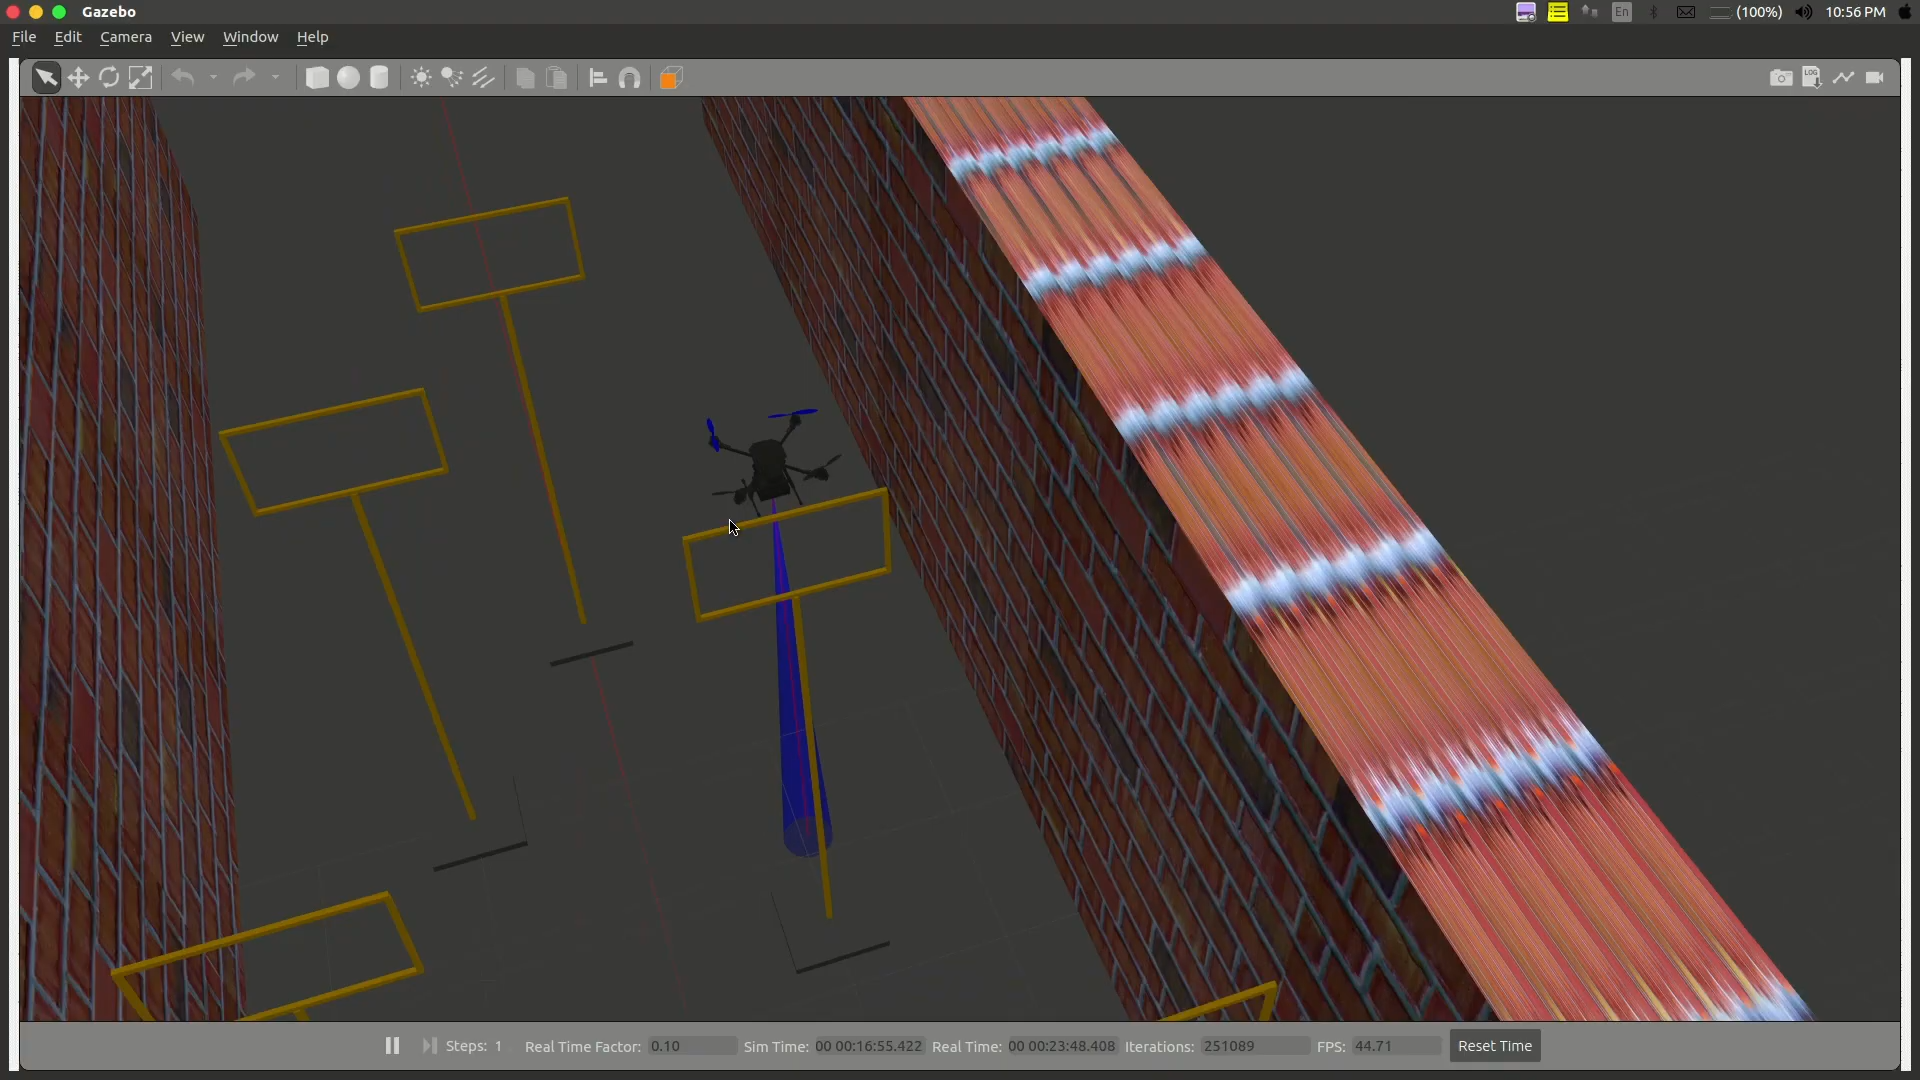 Gazebo
En (100%) 10:56 PM
File Edit Camera View Window Help
LOG
Steps: 1 Real Time Factor: 0.10 Sim Time: 00 00:16:55.422 Real Time: 00 00:23:48.408 Iterations: 251089 FPS: 44.71 Reset Time